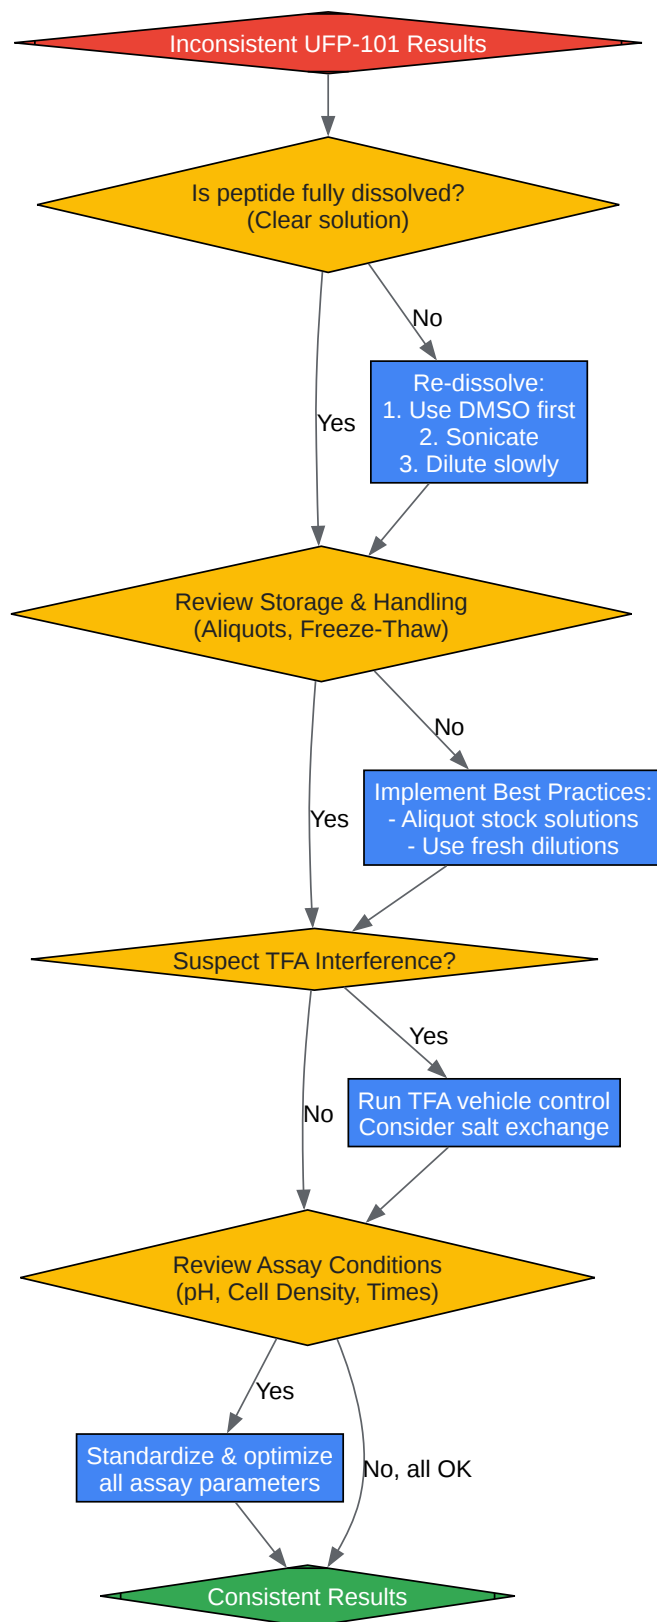 Inconsistent UFP-101 Results
Is peptide fully dissolved?
(Clear solution)
No
Re-dissolve:
1. Use DMSO first
2. Sonicate
3. Dilute slowly
Yes
Review Storage & Handling
(Aliquots, Freeze-Thaw)
No
Implement Best Practices:
- Aliquot stock solutions
- Use fresh dilutions
Yes
Suspect TFA Interference?
Yes
Run TFA vehicle control
Consider salt exchange
No
Review Assay Conditions
(pH, Cell Density, Times)
Yes
Standardize & optimize
all assay parameters
No, all OK
Consistent Results